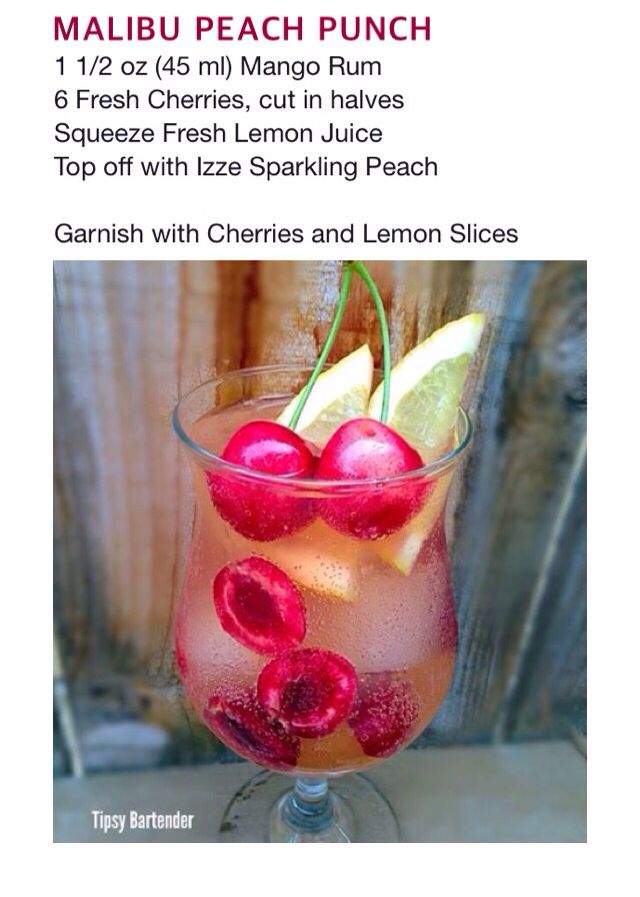 MALIBU PEACH PUNCH
1 1/2 oz (45 ml) Mango Rum
6 Fresh Cherries, cut in halves
Squeeze Fresh Lemon Juice
Top off with Izze Sparkling Peach
Garnish with Cherries and Lemon Slices
Tipsy Bartender